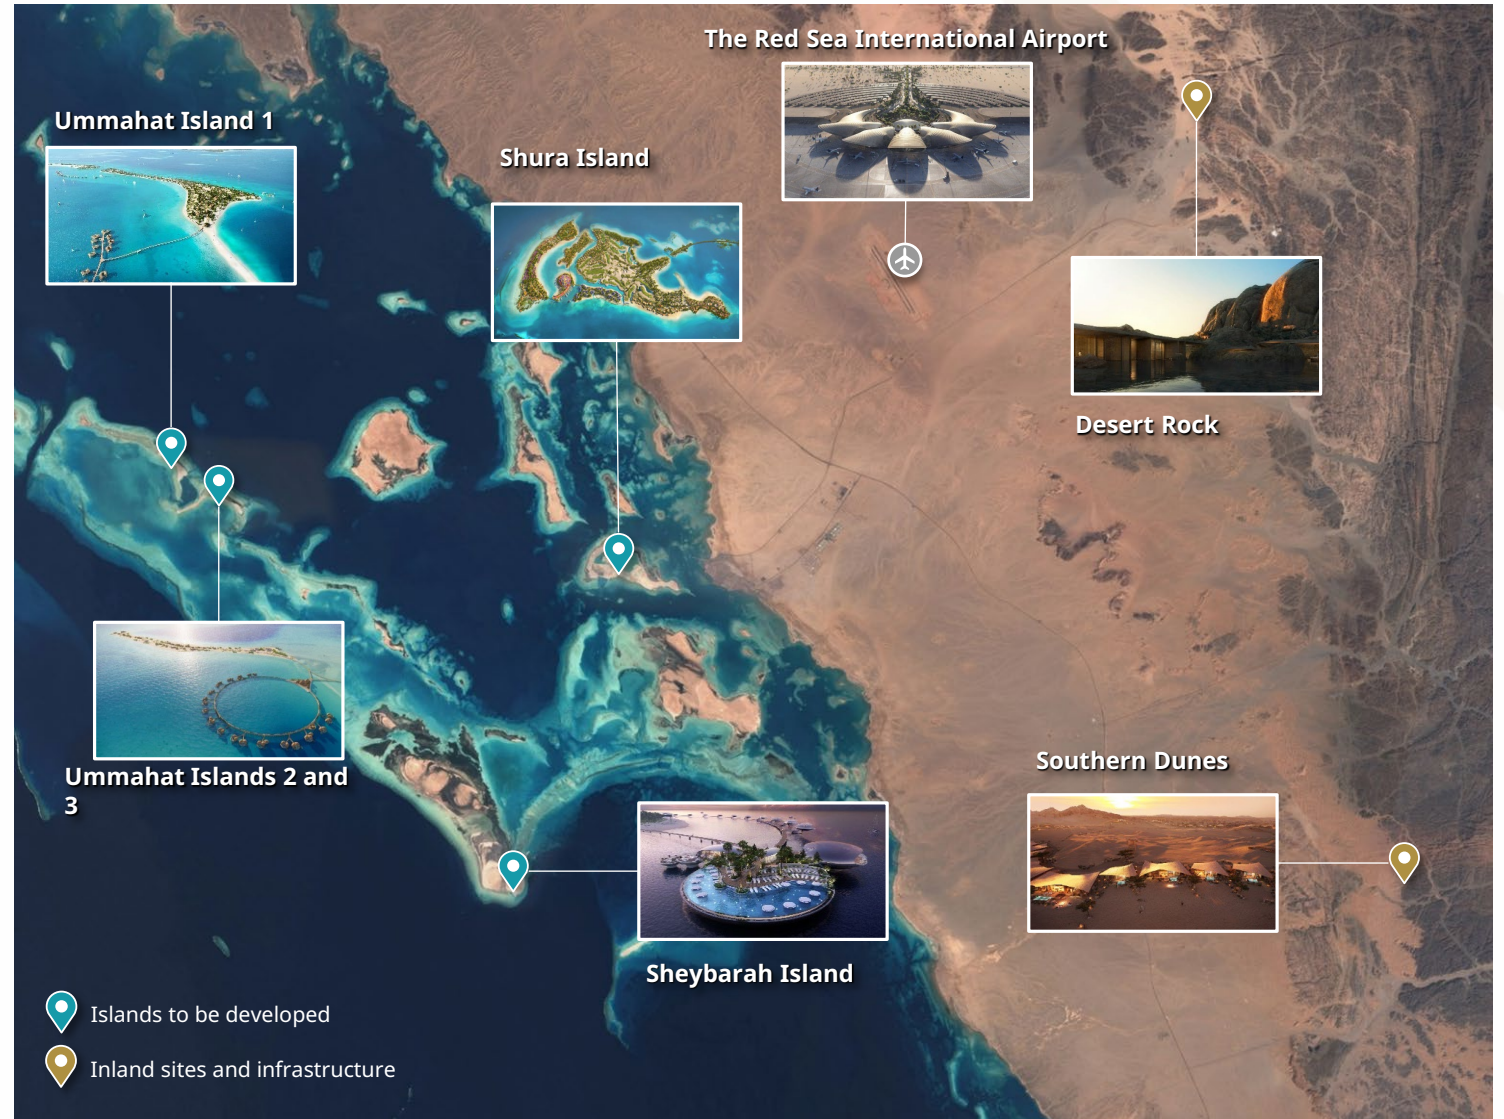 The Red Sea International Airport
Ummahat Island 1
Shura Island
Desert Rock
Southern Dunes
Ummahat Islands 2 and
3
Sheybarah Island
Islands to be developed
Inland sites and infrastructure